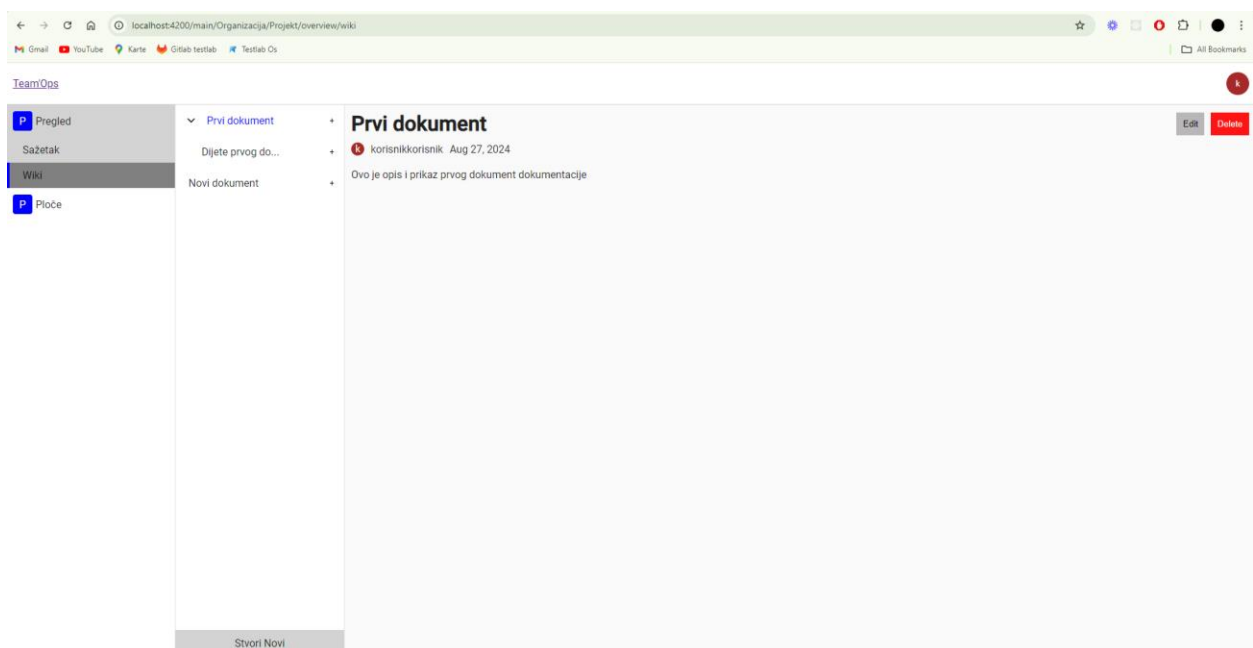 localhost:4200/main/Organizacija/Projekt/overview/wiki
Gmail YouTube Karte Gitlab testlab Testlab Os All Bookmarks
Team'Ops k
P Pregled
Sažetak
Wiki
P Ploče
Prvi dokument +
Dijete prvog do... +
Novi dokument +
Stvori Novi
Prvi dokument Edit Delete
k korisnikkorisnik Aug 27, 2024
Ovo je opis i prikaz prvog dokument dokumentacije